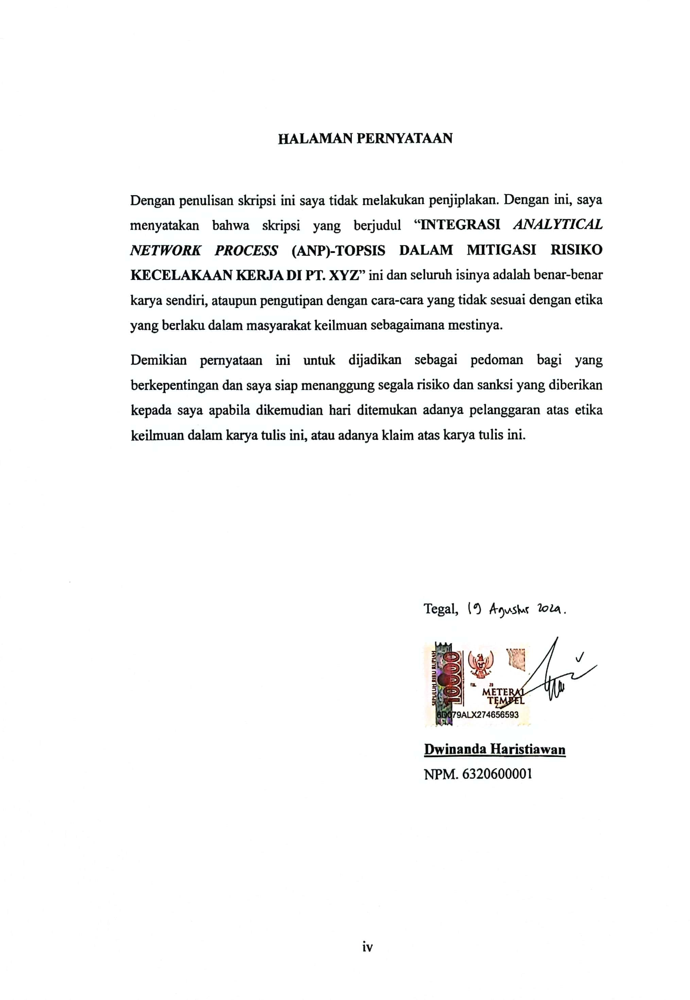 HALAMAN PERNYATAAN
Dengan penulisan skripsi ini saya tidak melakukan penjiplakan. Dengan ini, saya
menyatakan bahwa skripsi yang berjudul “INTEGRASI ANALYTICAL
NETWORK PROCESS (ANP)-TOPSIS DALAM MITIGASI RISIKO
KECELAKAAN KERJA DI PT. XYZ” ini dan seluruh isinya adalah benar-benar
karya sendiri, ataupun pengutipan dengan cara-cara yang tidak sesuai dengan etika
yang berlaku dalam masyarakat keilmuan sebagaimana mestinya.
Demikian pernyataan ini untuk dijadikan sebagai pedoman bagi yang
berkepentingan dan saya siap menanggung segala risiko dan sanksi yang diberikan
kepada saya apabila dikemudian hari ditemukan adanya pelanggaran atas etika
keilmuan dalam karya tulis ini, atau adanya klaim atas karya tulis ini.
Tegal, 19 Agustus 2024.
SEPULUH RIBU RUPIAH
10000
TGL. 20
METERAI
TEMPEL
6D079ALX274656593
Dwinanda Haristiawan
NPM. 6320600001
iv